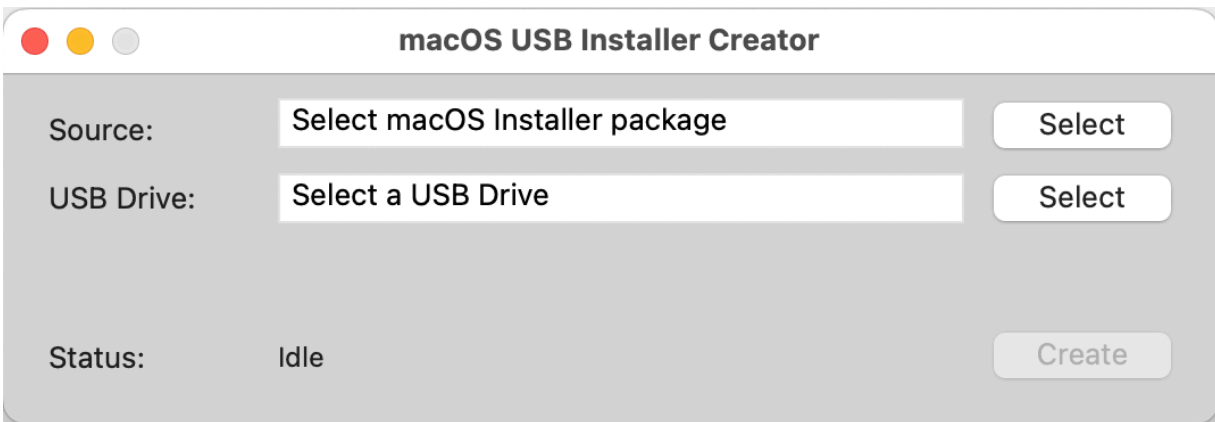 macOS USB Installer Creator
Source: Select macOS Installer package Select
USB Drive: Select a USB Drive Select
Status: Idle Create